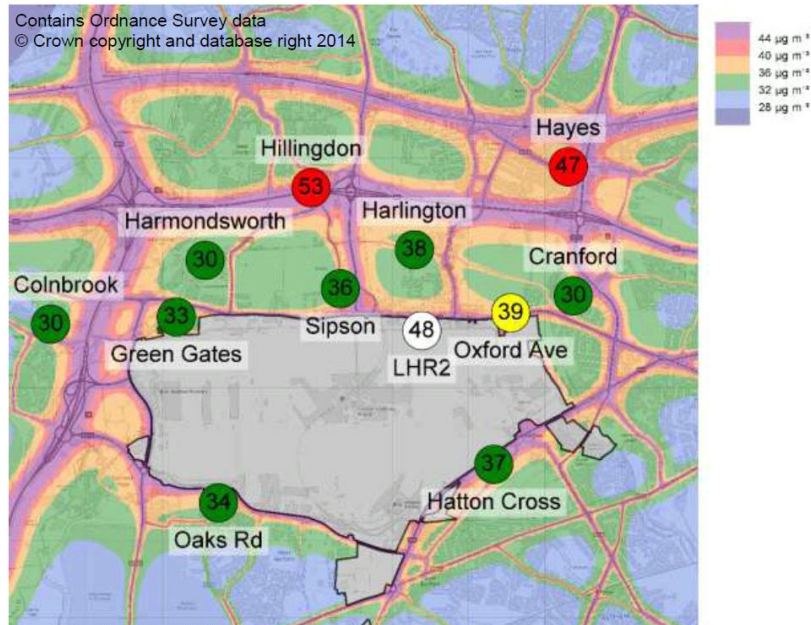 Contains Ordnance Survey data
© Crown copyright and database right 2014
44 µg m⁻³
40 µg m⁻³
36 µg m⁻³
32 µg m⁻³
28 µg m⁻³
Hayes
47
Hillingdon
53
Harmondsworth
30
Harlington
38
Cranford
30
Colnbrook
30
33
Green Gates
36
Sipson
48
LHR2
39
Oxford Ave
37
Hatton Cross
34
Oaks Rd